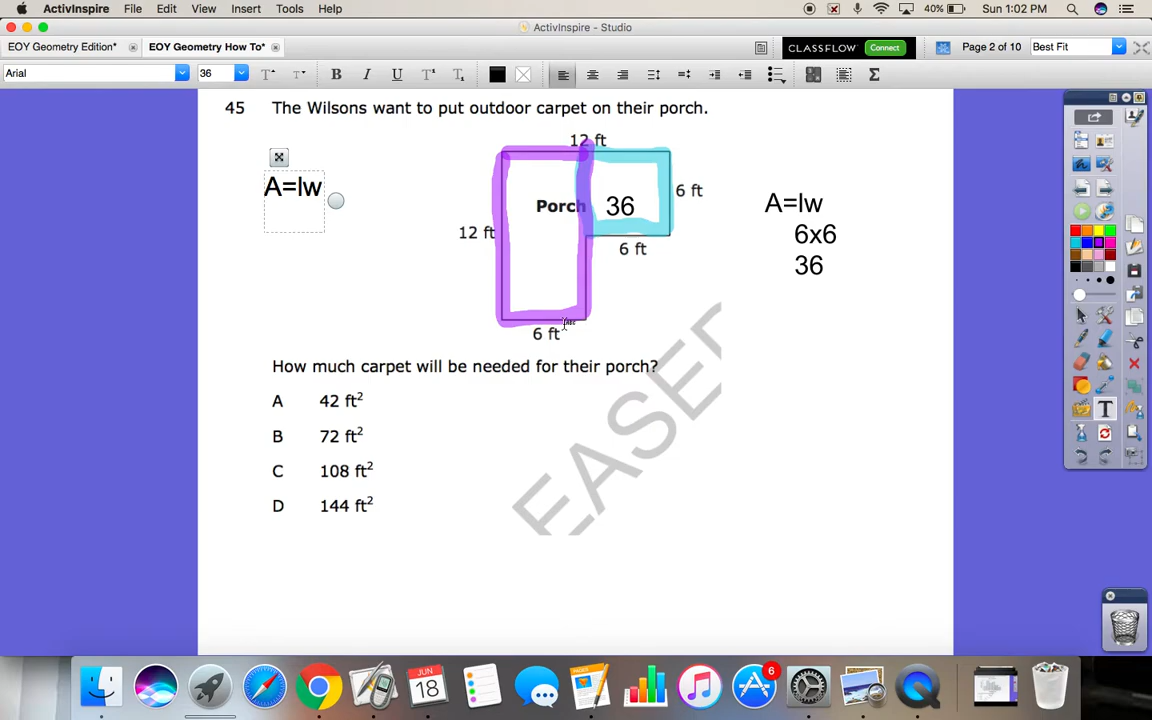 ActivInspire File Edit View Insert Tools Help 40% Sun 1:02 PM
ActivInspire - Studio
EOY Geometry Edition* EOY Geometry How To* CLASSFLOW Connect Page 2 of 10 Best Fit
Arial 36 B I U
45 The Wilsons want to put outdoor carpet on their porch.
12 ft
A=lw
6 ft
Porch 36
A=lw
12 ft
6x6
6 ft
36
6 ft
How much carpet will be needed for their porch?
A 42 ft²
B 72 ft²
C 108 ft²
D 144 ft²
EASED
6
JUN
18